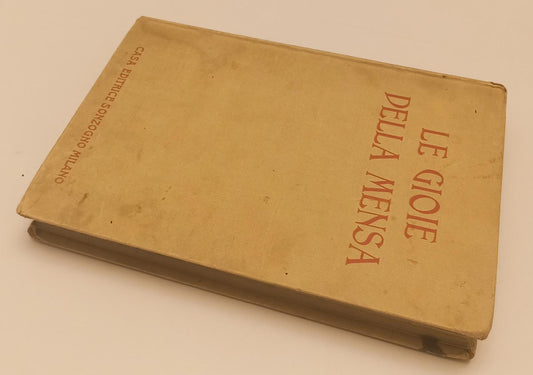 LE GIOIE
DELLA MENSA
CASA EDITRICE SONZOGNO MILANO